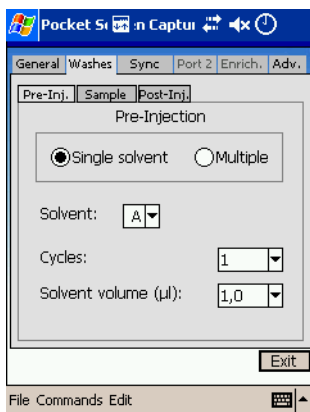 Pocket S :n Captu
General Washes Sync Port 2 Enrich. Adv.
Pre-Inj. Sample Post-Inj.
Pre-Injection
Single solvent Multiple
Solvent: A
Cycles: 1
Solvent volume (µl): 1,0
Exit
File Commands Edit